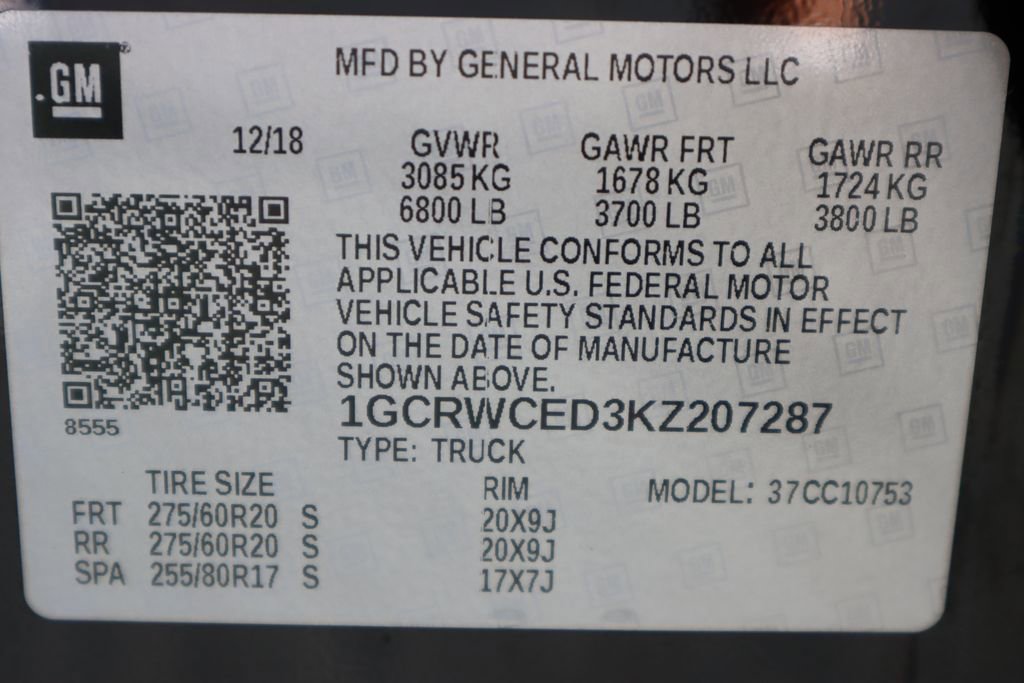 GM
MFD BY GENERAL MOTORS LLC
12/18 GVWR GAWR FRT GAWR RR
3085 KG 1678 KG 1724 KG
6800 LB 3700 LB 3800 LB
THIS VEHICLE CONFORMS TO ALL
APPLICABLE U.S. FEDERAL MOTOR
VEHICLE SAFETY STANDARDS IN EFFECT
ON THE DATE OF MANUFACTURE
SHOWN ABOVE.
1GCRWCED3KZ207287
8555
TYPE: TRUCK
TIRE SIZE RIM MODEL: 37CC10753
FRT 275/60R20 S 20X9J
RR 275/60R20 S 20X9J
SPA 255/80R17 S 17X7J